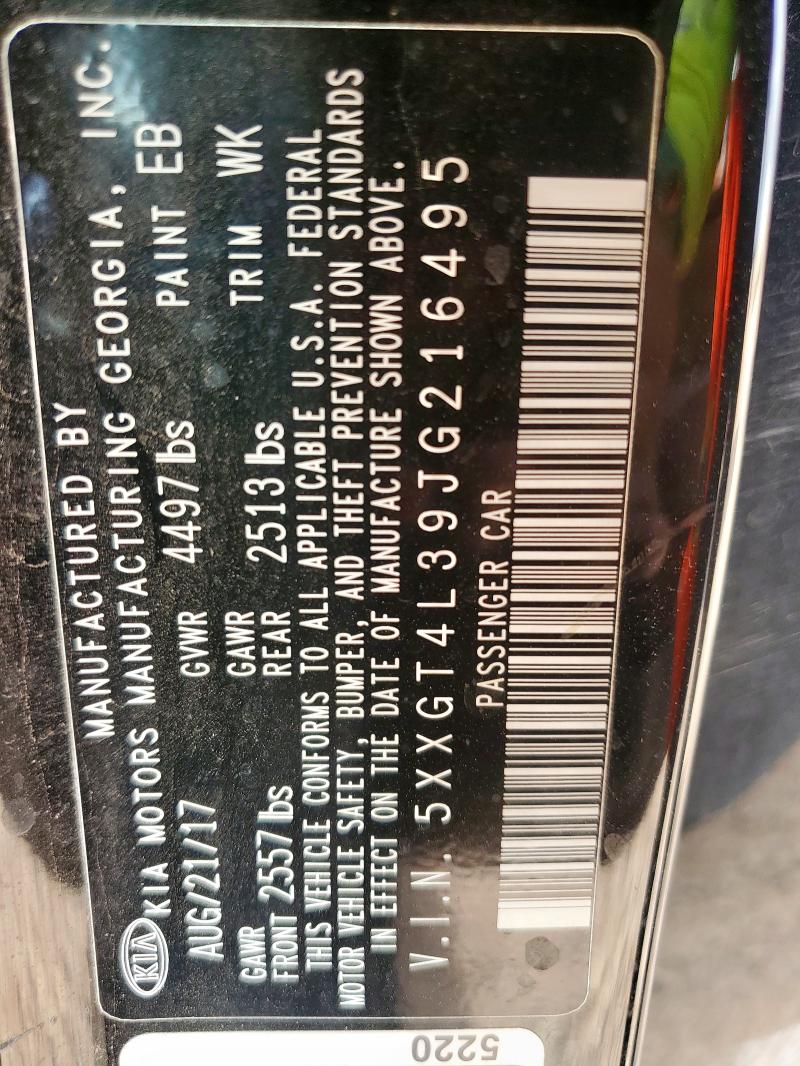 MANUFACTURED BY
KIA KIA MOTORS MANUFACTURING GEORGIA, INC.
AUG/21/17 GVWR 4497 lbs PAINT EB
GAWR FRONT 2557 lbs GAWR REAR 2513 lbs TRIM WK
THIS VEHICLE CONFORMS TO ALL APPLICABLE U.S.A. FEDERAL
MOTOR VEHICLE SAFETY, BUMPER, AND THEFT PREVENTION STANDARDS
IN EFFECT ON THE DATE OF MANUFACTURE SHOWN ABOVE.
V.I.N. 5XXGT4L39JG216495
PASSENGER CAR
5220